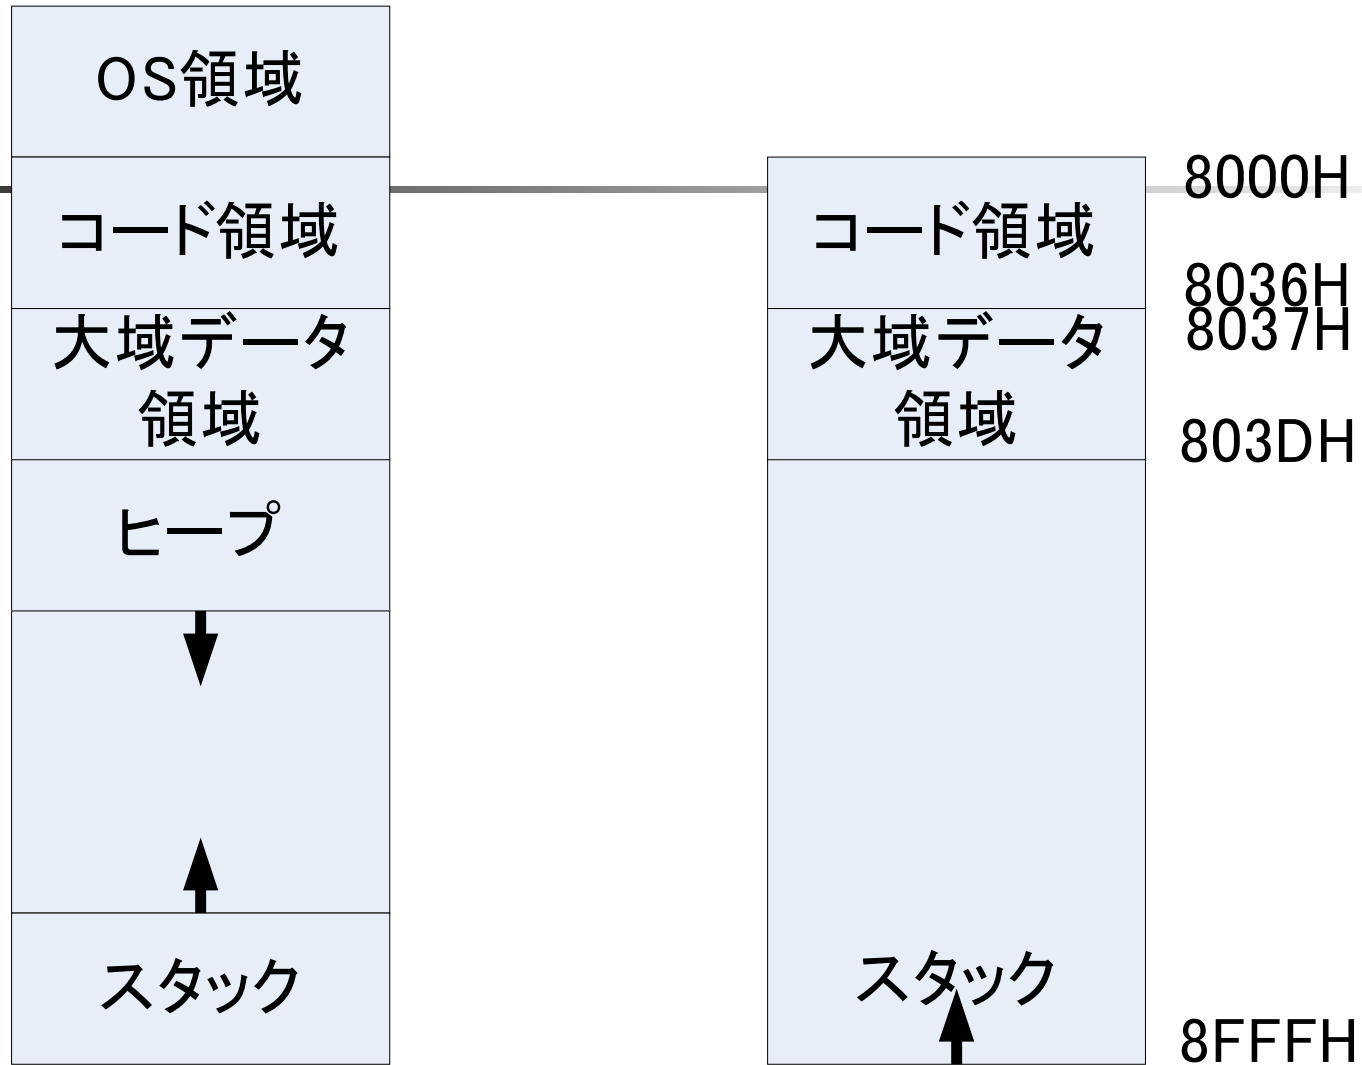 OS領域
コード領域
大域データ
領域
ヒープ
スタック
コード領域
大域データ
領域
スタック
8000H
8036H
8037H
803DH
8FFFH